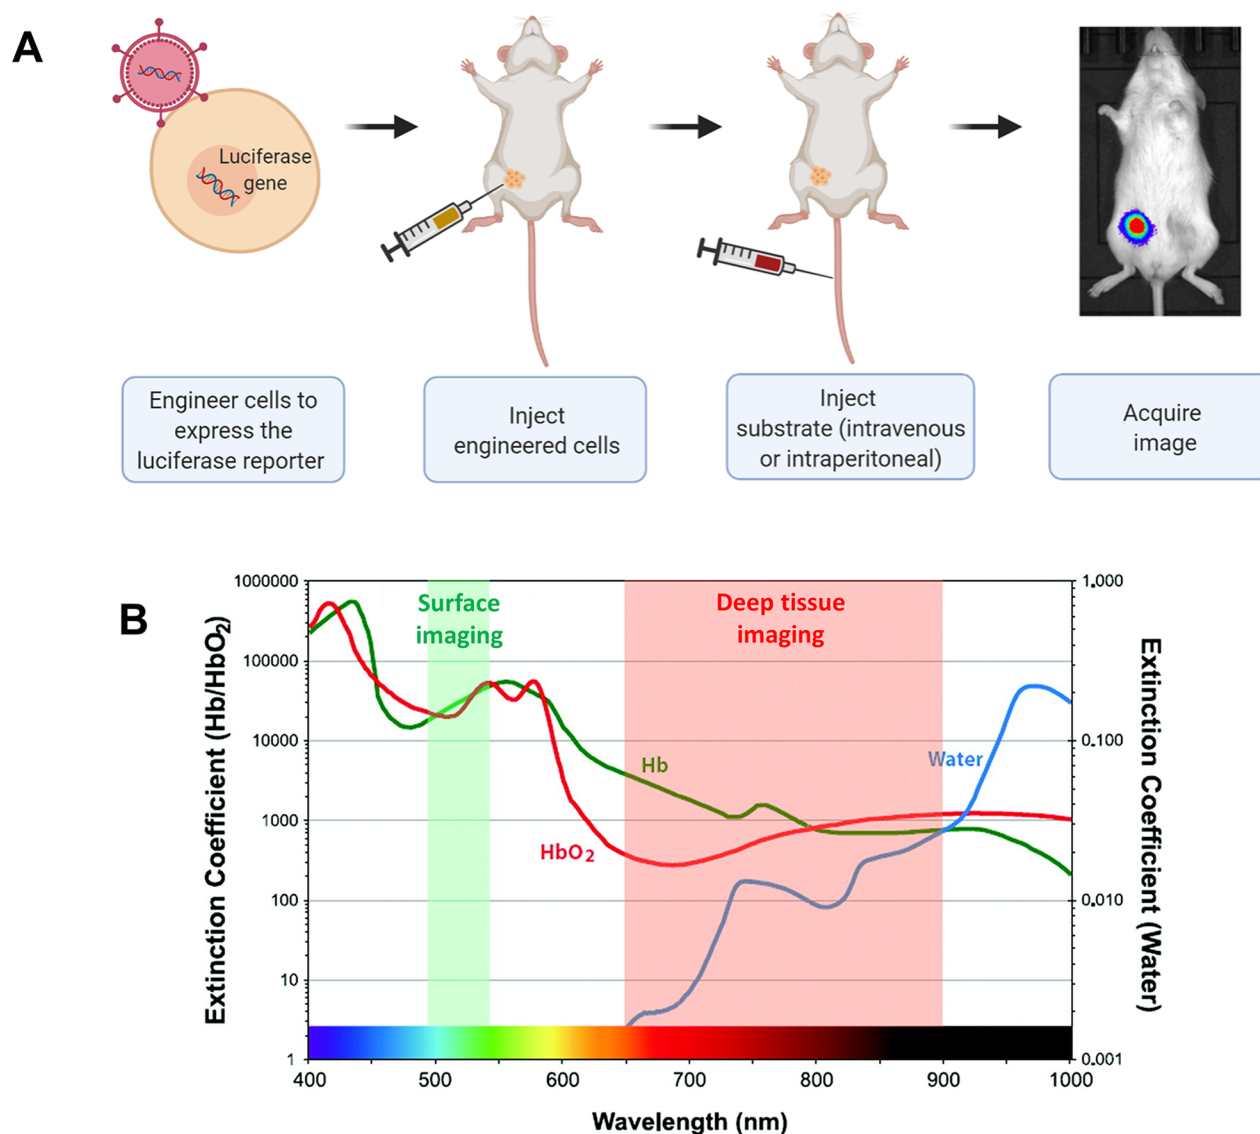 A
Luciferase
gene
Engineer cells to
express the
luciferase reporter
Inject
engineered cells
Inject
substrate (intravenous
or intraperitoneal)
Acquire
image
B
Extinction Coefficient (Hb/HbO2)
1000000
100000
10000
1000
100
10
1
Surface
imaging
Deep tissue
imaging
Hb
HbO2
Water
1.000
0.100
0.010
0.001
Extinction Coefficient (Water)
400
500
600
700
800
900
1000
Wavelength (nm)